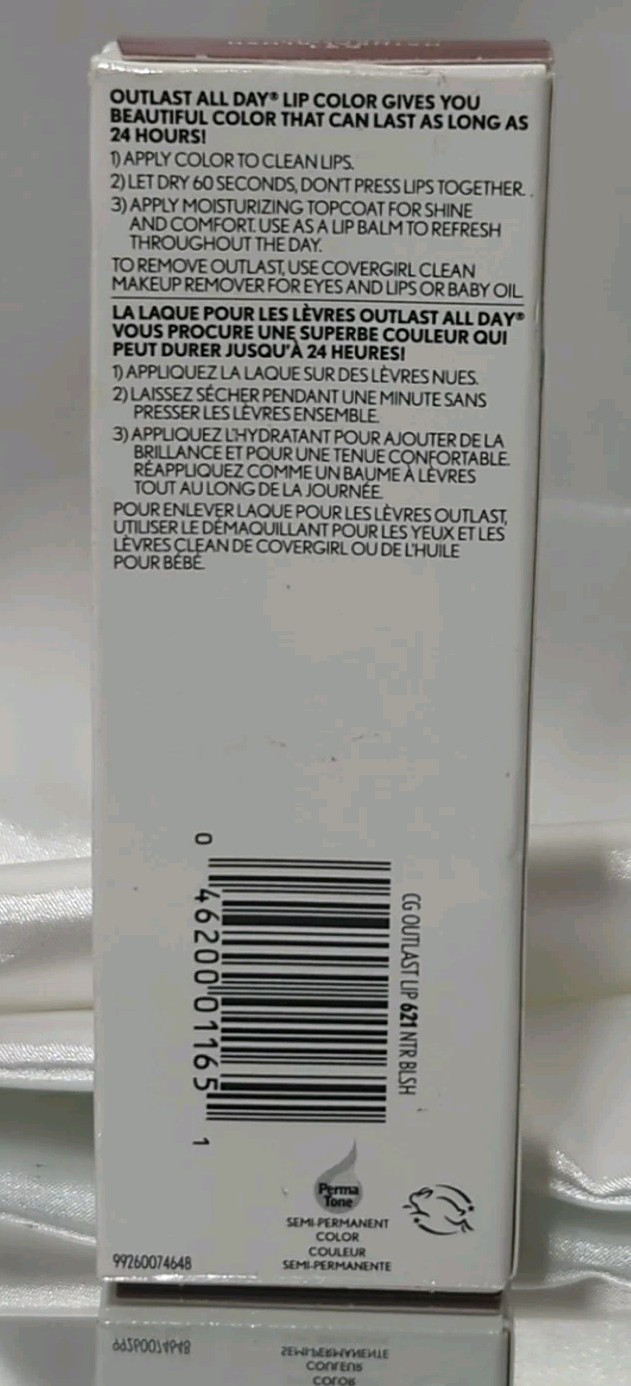 OUTLAST ALL DAY® LIP COLOR GIVES YOU
BEAUTIFUL COLOR THAT CAN LAST AS LONG AS
24 HOURS!
1) APPLY COLOR TO CLEAN LIPS.
2) LET DRY 60 SECONDS, DON'T PRESS LIPS TOGETHER.
3) APPLY MOISTURIZING TOPCOAT FOR SHINE
AND COMFORT. USE AS A LIP BALM TO REFRESH
THROUGHOUT THE DAY.
TO REMOVE OUTLAST, USE COVERGIRL CLEAN
MAKEUP REMOVER FOR EYES AND LIPS OR BABY OIL.
LA LAQUE POUR LES LÈVRES OUTLAST ALL DAY®
VOUS PROCURE UNE SUPERBE COULEUR QUI
PEUT DURER JUSQU'À 24 HEURES!
1) APPLIQUEZ LA LAQUE SUR DES LÈVRES NUES.
2) LAISSEZ SÉCHER PENDANT UNE MINUTE SANS
PRESSER LES LÈVRES ENSEMBLE.
3) APPLIQUEZ L'HYDRATANT POUR AJOUTER DE LA
BRILLANCE ET POUR UNE TENUE CONFORTABLE.
RÉAPPLIQUEZ COMME UN BAUME À LÈVRES
TOUT AU LONG DE LA JOURNÉE.
POUR ENLEVER LAQUE POUR LES LÈVRES OUTLAST,
UTILISER LE DÉMAQUILLANT POUR LES YEUX ET LES
LÈVRES CLEAN DE COVERGIRL OU DE L'HUILE
POUR BÉBÉ.
CG OUTLAST LIP 621 NTR BLSH
0 46200 01165 1
Perma
Tone
SEMI-PERMANENT
COLOR
COULEUR
SEMI-PERMANENTE
99260074648